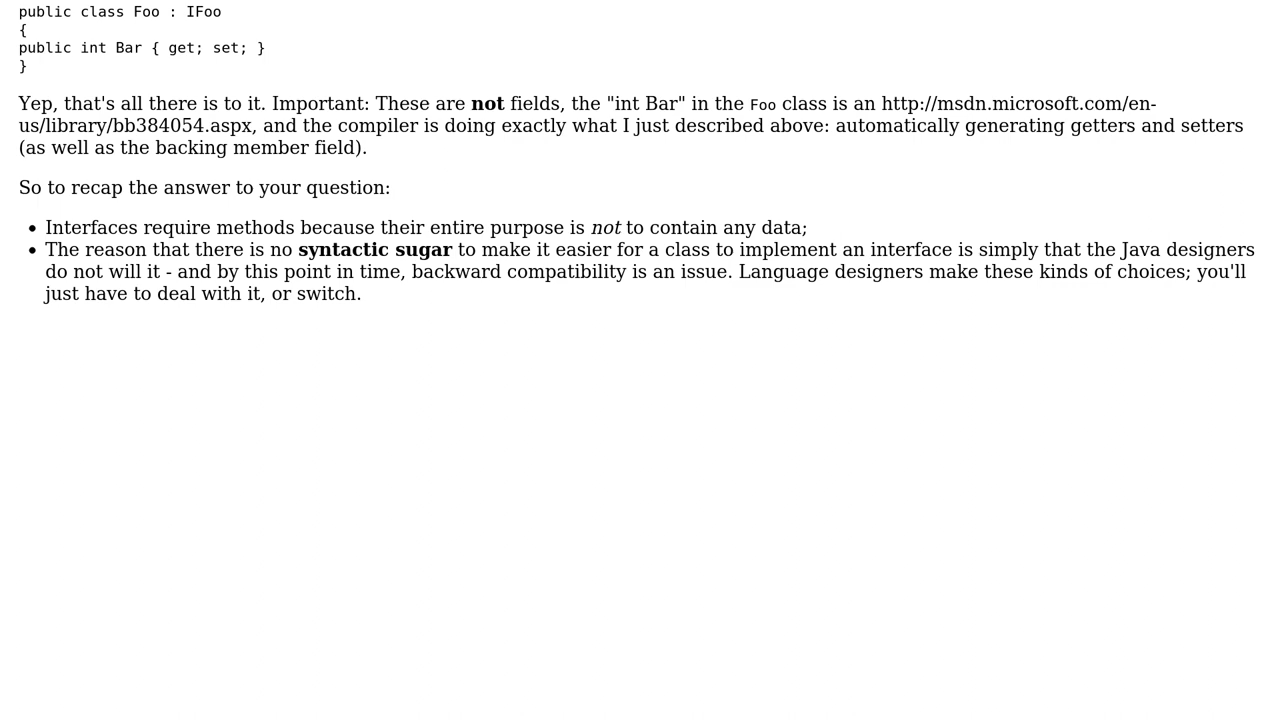 public class Foo : IFoo
{
public int Bar { get; set; }
}
Yep, that's all there is to it. Important: These are not fields, the "int Bar" in the Foo class is an http://msdn.microsoft.com/en-
us/library/bb384054.aspx, and the compiler is doing exactly what I just described above: automatically generating getters and setters
(as well as the backing member field).
So to recap the answer to your question:
• Interfaces require methods because their entire purpose is not to contain any data;
• The reason that there is no syntactic sugar to make it easier for a class to implement an interface is simply that the Java designers
do not will it - and by this point in time, backward compatibility is an issue. Language designers make these kinds of choices; you'll
just have to deal with it, or switch.